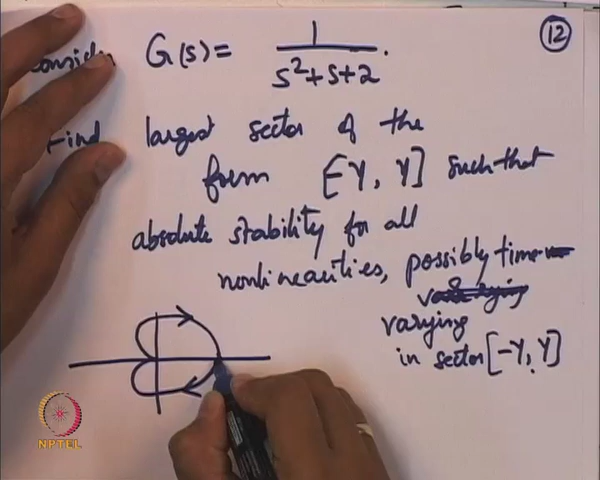 12
G(s) = 1 / s²+s+2 .
Find largest sector of the
form [-γ, γ] such that
absolute stability for all
nonlinearities, possibly time-
varying
in sector [-γ, γ]
NPTEL